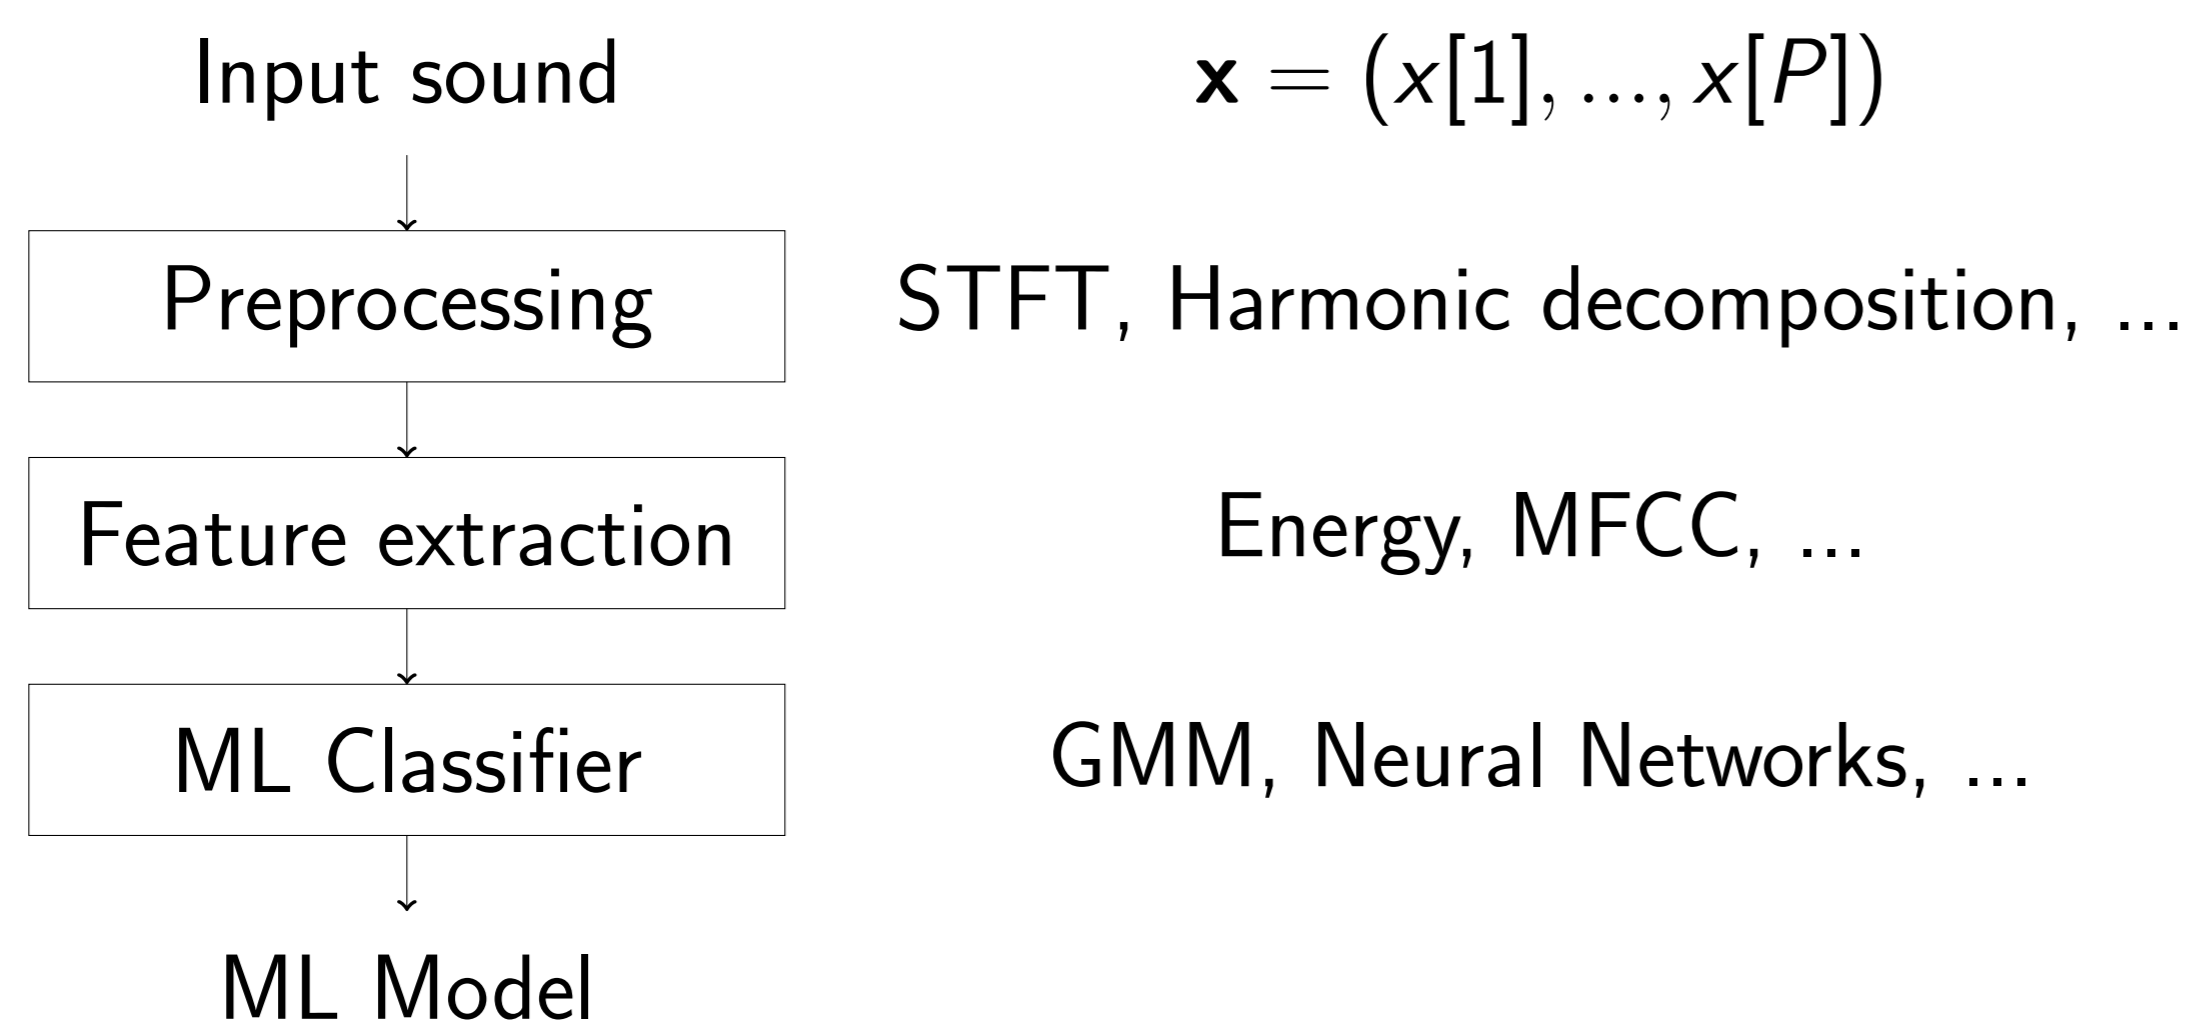 Input sound
x = (x[1], ..., x[P])
Preprocessing
STFT, Harmonic decomposition, ...
Feature extraction
Energy, MFCC, ...
ML Classifier
GMM, Neural Networks, ...
ML Model